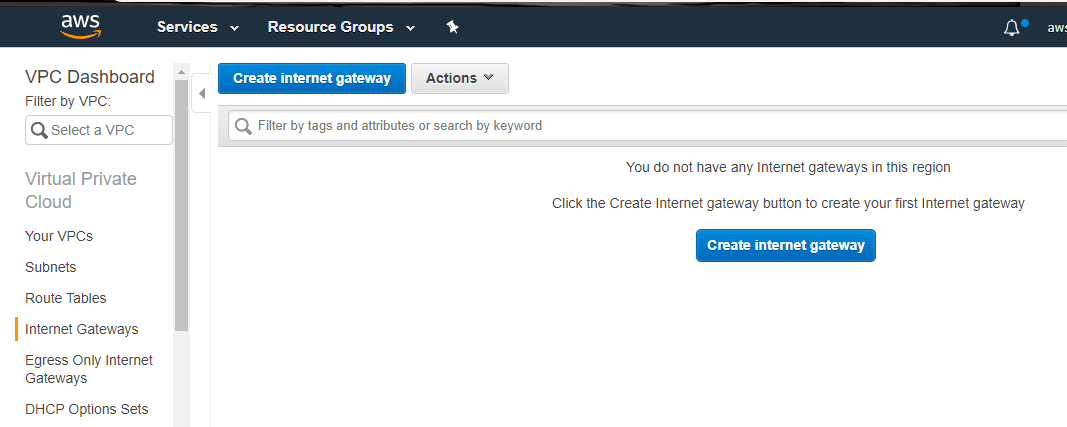 aws Services Resource Groups aws
VPC Dashboard
Filter by VPC:
Select a VPC
Virtual Private
Cloud
Your VPCs
Subnets
Route Tables
Internet Gateways
Egress Only Internet
Gateways
DHCP Options Sets
Create internet gateway Actions
Filter by tags and attributes or search by keyword
You do not have any Internet gateways in this region
Click the Create Internet gateway button to create your first Internet gateway
Create internet gateway